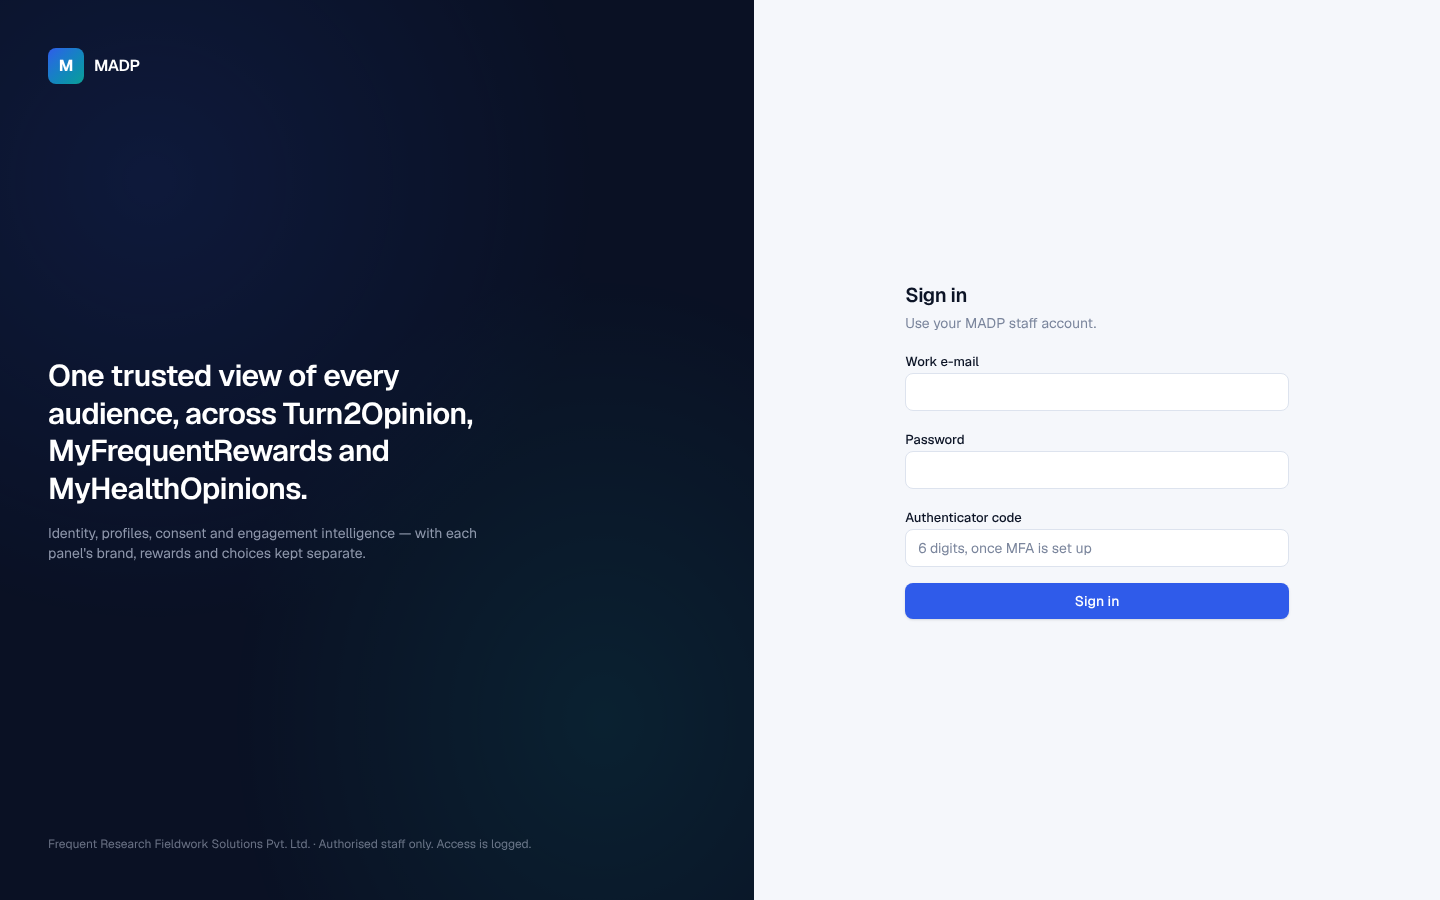 M MADP
One trusted view of every
audience, across Turn2Opinion,
MyFrequentRewards and
MyHealthOpinions.
Identity, profiles, consent and engagement intelligence — with each
panel's brand, rewards and choices kept separate.
Frequent Research Fieldwork Solutions Pvt. Ltd. · Authorised staff only. Access is logged.
Sign in
Use your MADP staff account.
Work e-mail
Password
Authenticator code
6 digits, once MFA is set up
Sign in